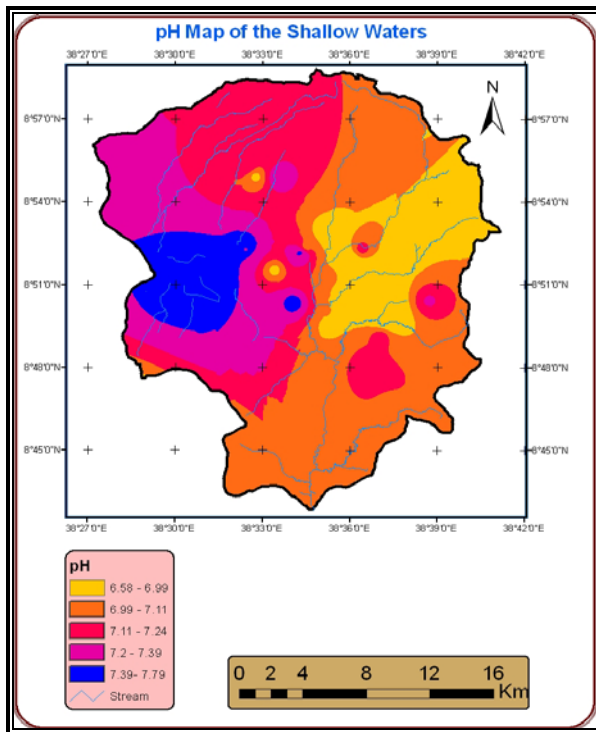 pH Map of the Shallow Waters
38°27'0"E 38°30'0"E 38°33'0"E 38°36'0"E 38°39'0"E 38°42'0"E
N
8°57'0"N 8°57'0"N
8°54'0"N 8°54'0"N
8°51'0"N 8°51'0"N
8°48'0"N 8°48'0"N
8°45'0"N 8°45'0"N
38°27'0"E 38°30'0"E 38°33'0"E 38°36'0"E 38°39'0"E 38°42'0"E
pH
6.58 - 6.99
6.99 - 7.11
7.11 - 7.24
7.2 - 7.39
7.39- 7.79
Stream
0 2 4 8 12 16
Km